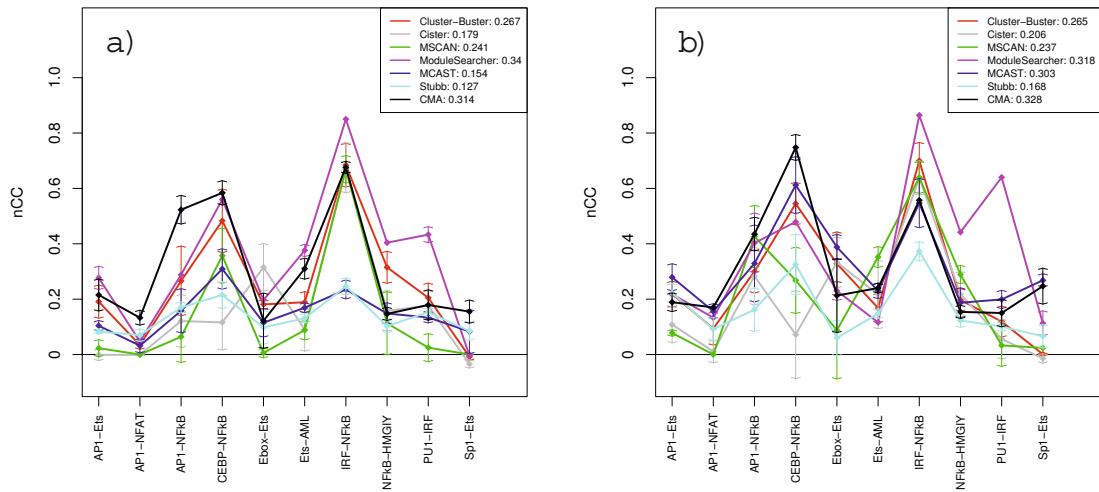 a)
Cluster−Buster: 0.267
Cister: 0.179
MSCAN: 0.241
ModuleSearcher: 0.34
MCAST: 0.154
Stubb: 0.127
CMA: 0.314
nCC
1.0
0.8
0.6
0.4
0.2
0
AP1−Ets
AP1−NFAT
AP1−NFkB
CEBP−NFkB
Ebox−Ets
Ets−AML
IRF−NFkB
NFkB−HMGIY
PU1−IRF
Sp1−Ets
b)
Cluster−Buster: 0.265
Cister: 0.206
MSCAN: 0.237
ModuleSearcher: 0.318
MCAST: 0.303
Stubb: 0.168
CMA: 0.328
nCC
1.0
0.8
0.6
0.4
0.2
0
AP1−Ets
AP1−NFAT
AP1−NFkB
CEBP−NFkB
Ebox−Ets
Ets−AML
IRF−NFkB
NFkB−HMGIY
PU1−IRF
Sp1−Ets